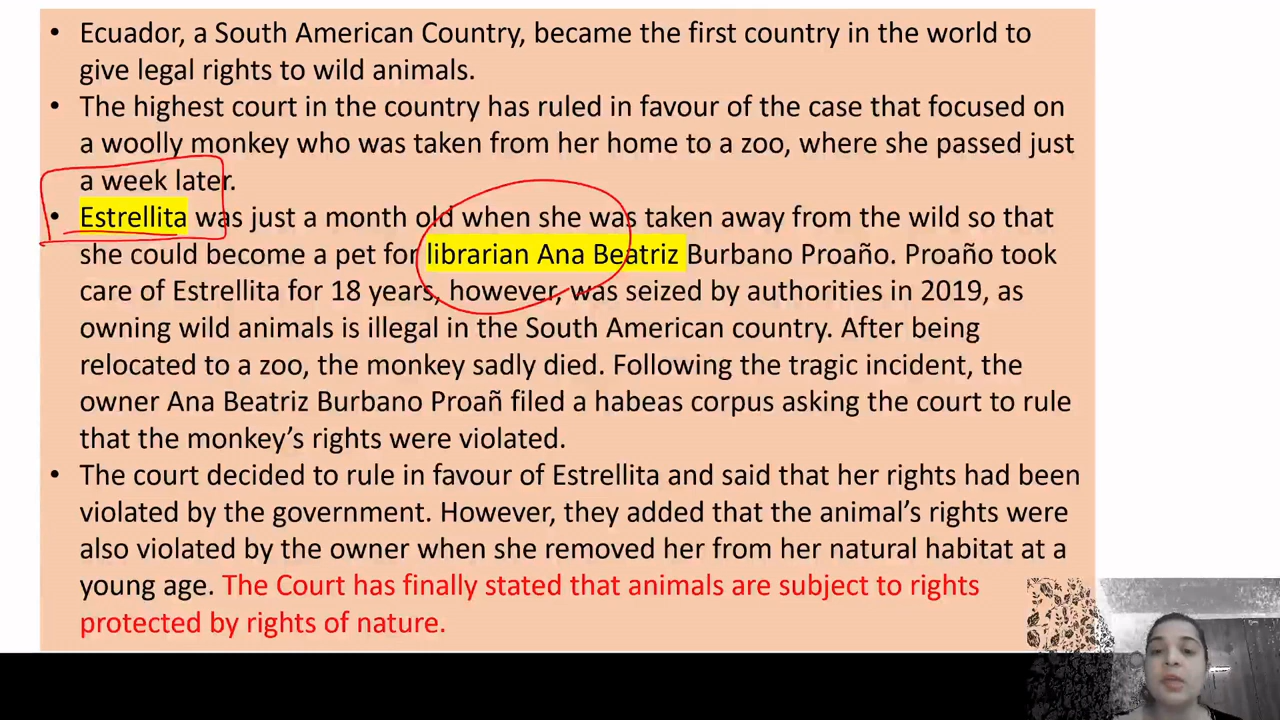 • Ecuador, a South American Country, became the first country in the world to
give legal rights to wild animals.
• The highest court in the country has ruled in favour of the case that focused on
a woolly monkey who was taken from her home to a zoo, where she passed just
a week later.
• Estrellita was just a month old when she was taken away from the wild so that
she could become a pet for librarian Ana Beatriz Burbano Proaño. Proaño took
care of Estrellita for 18 years, however, was seized by authorities in 2019, as
owning wild animals is illegal in the South American country. After being
relocated to a zoo, the monkey sadly died. Following the tragic incident, the
owner Ana Beatriz Burbano Proañ filed a habeas corpus asking the court to rule
that the monkey’s rights were violated.
• The court decided to rule in favour of Estrellita and said that her rights had been
violated by the government. However, they added that the animal’s rights were
also violated by the owner when she removed her from her natural habitat at a
young age. The Court has finally stated that animals are subject to rights
protected by rights of nature.